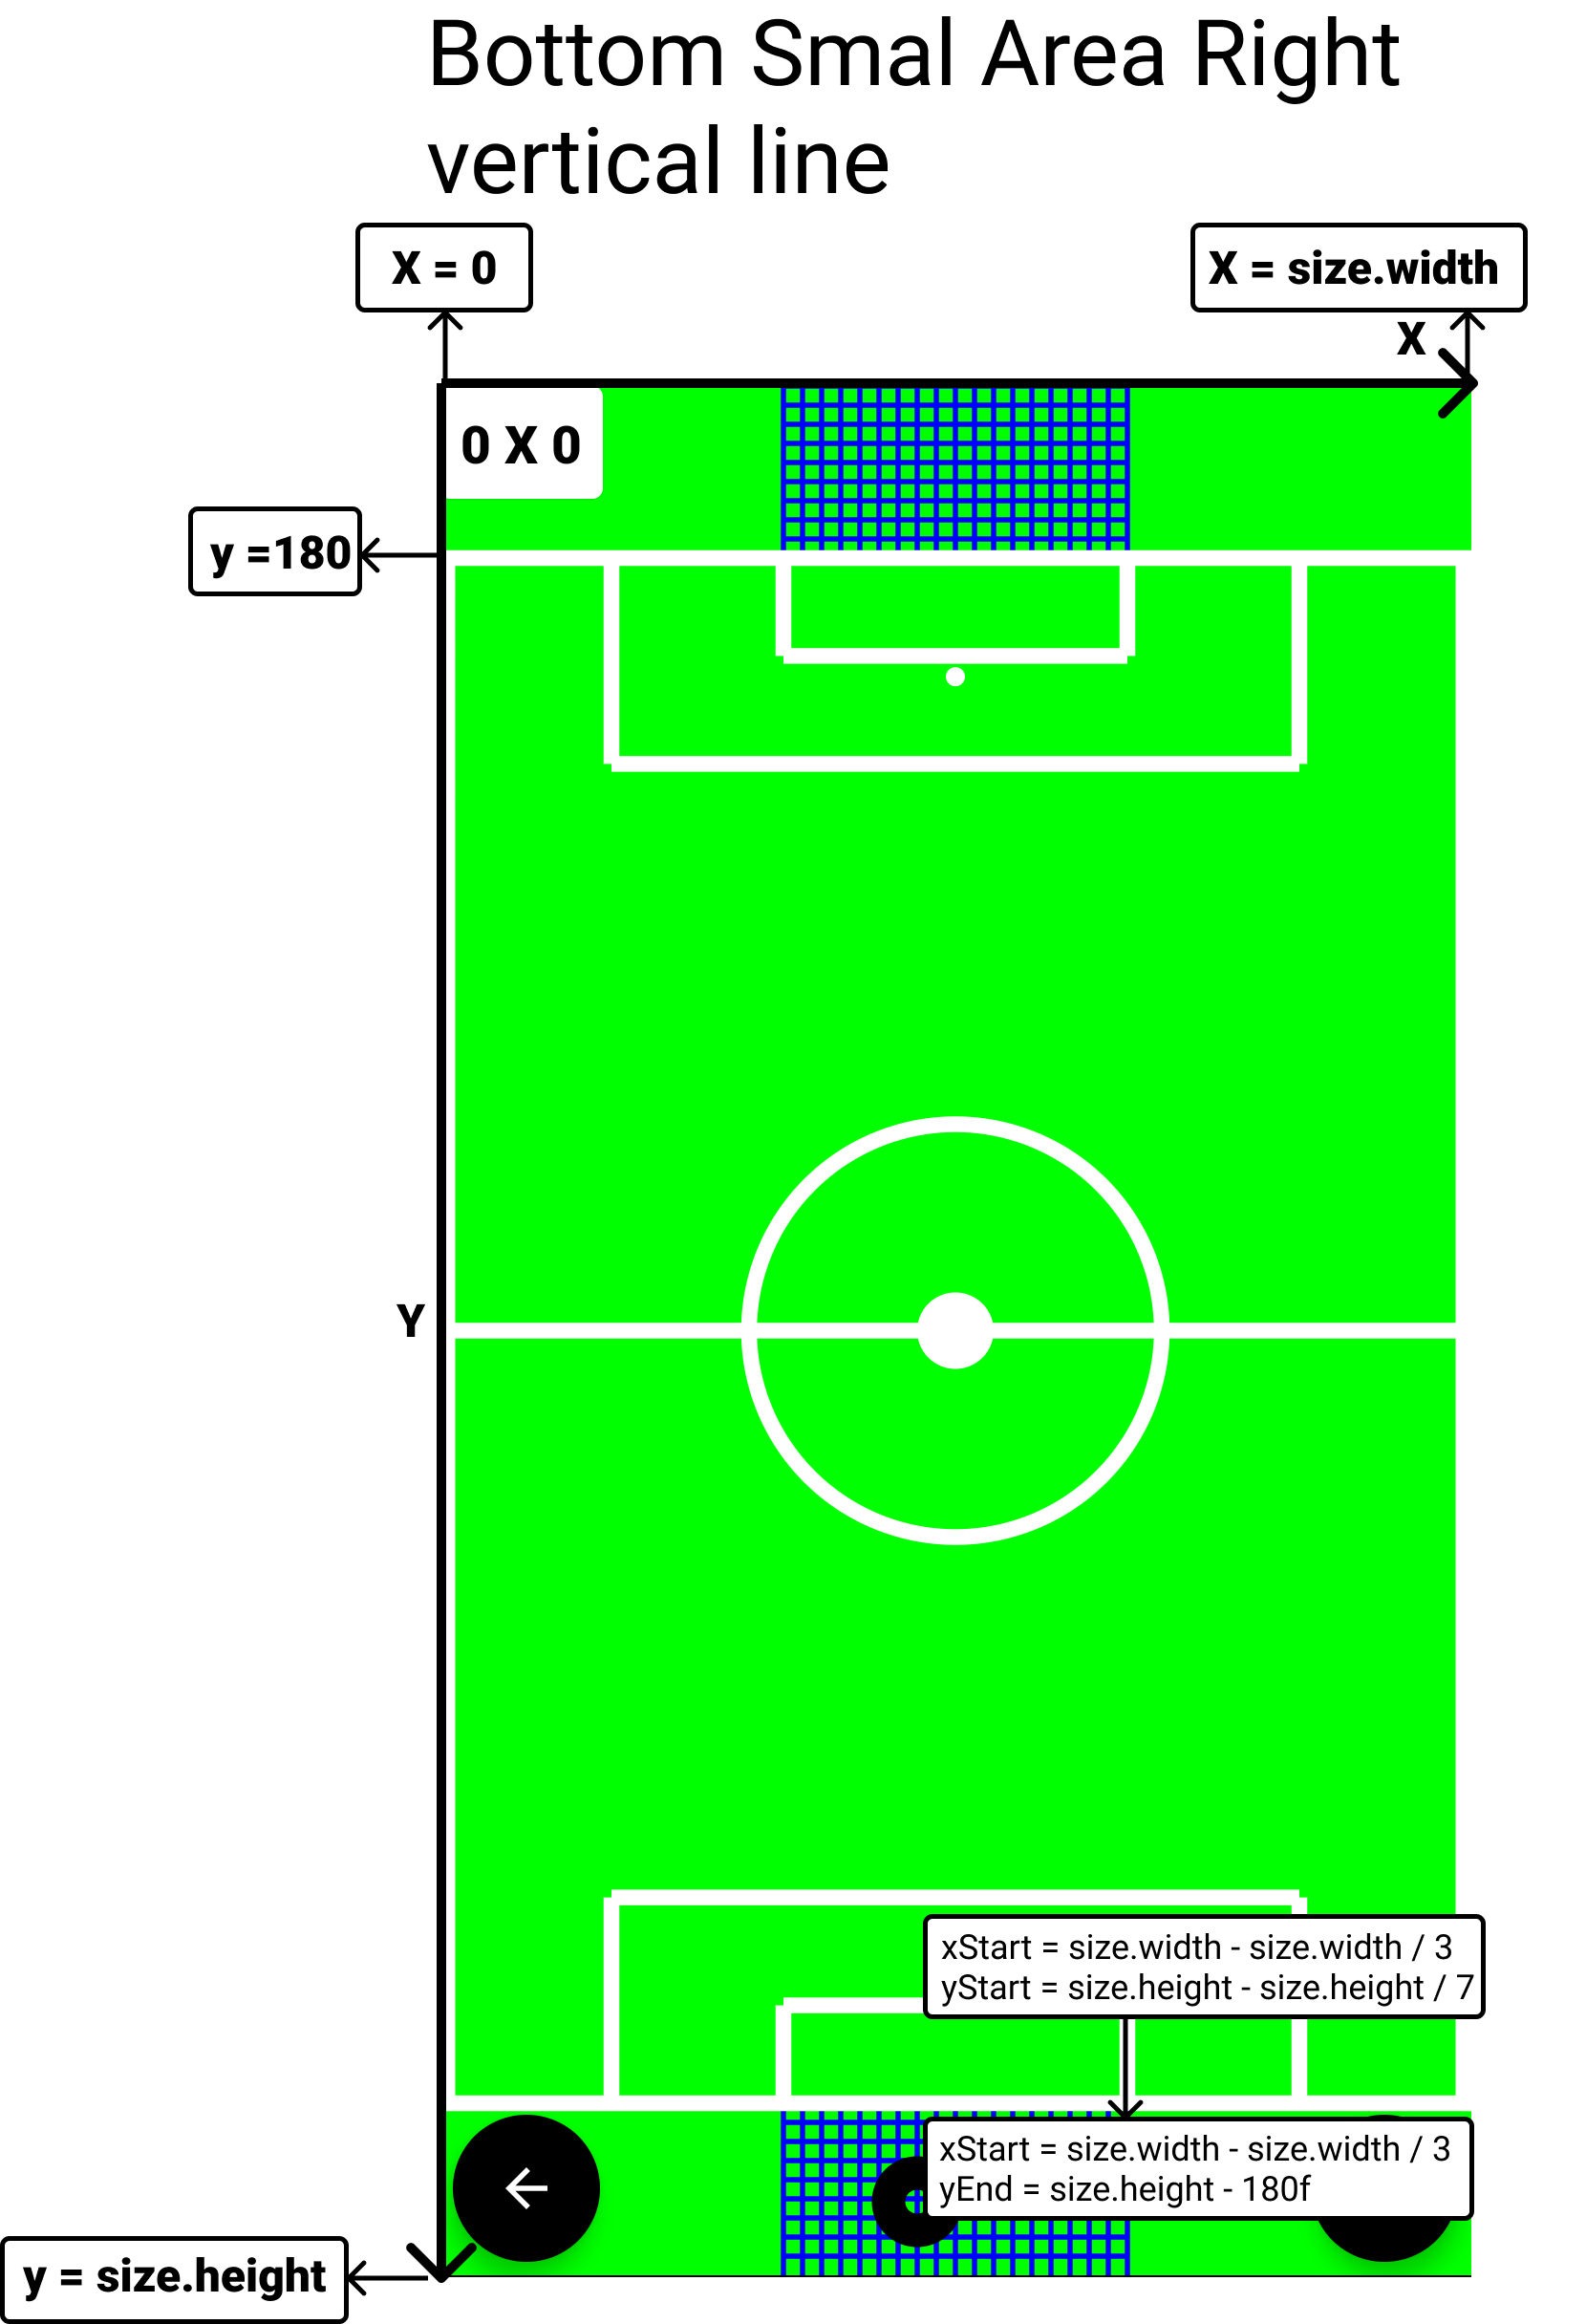 Bottom Smal Area Right
vertical line
X = 0
X = size.width
X
0 X 0
y =180
Y
xStart = size.width - size.width / 3
yStart = size.height - size.height / 7
xStart = size.width - size.width / 3
yEnd = size.height - 180f
y = size.height